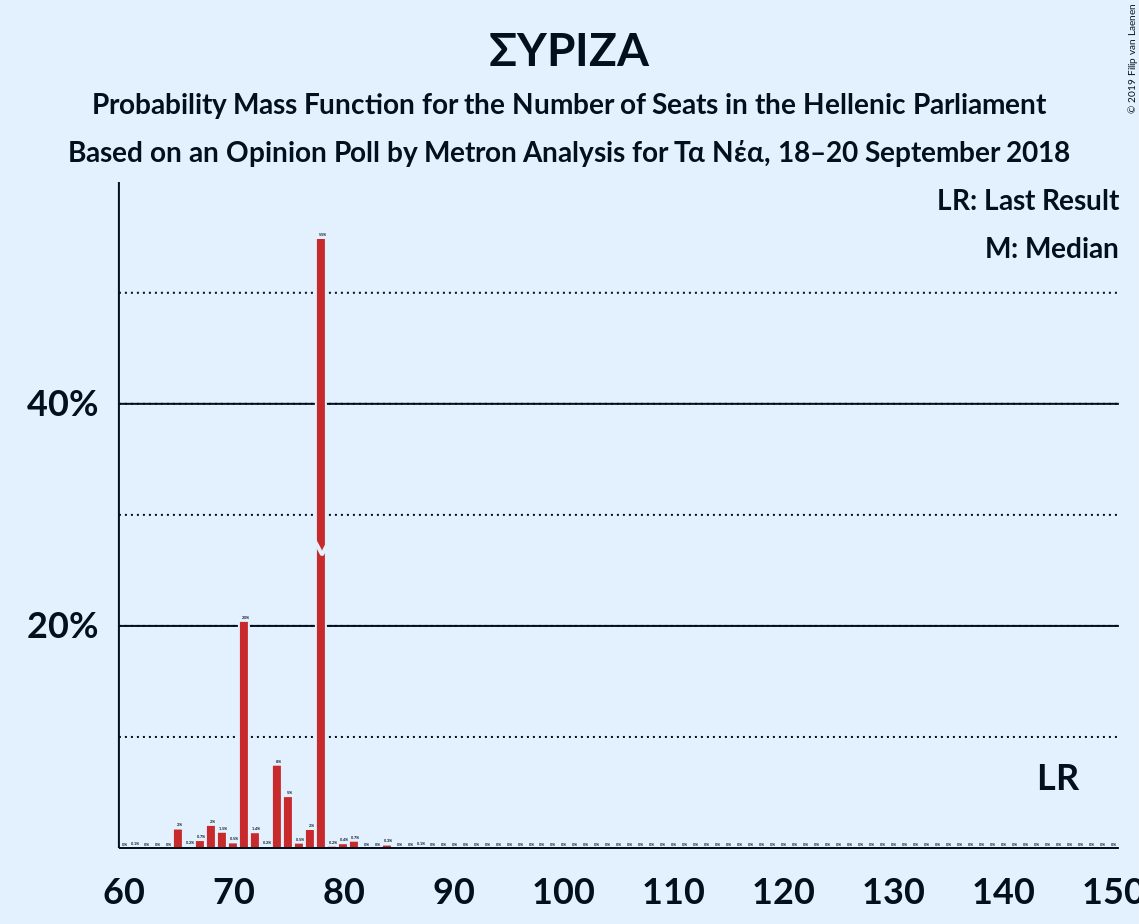 ΣΥΡΙΖΑ
Probability Mass Function for the Number of Seats in the Hellenic Parliament
Based on an Opinion Poll by Metron Analysis for Τα Νέα, 18–20 September 2018
© 2019 Filip van Laenen
LR: Last Result
M: Median
40%
20%
55%
20%
M
LR
60 70 80 90 100 110 120 130 140 150